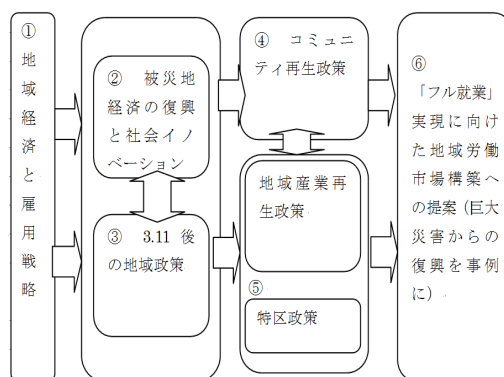 ①
地
域
経
済
と
雇
用
戦
略
② 被災地
経済の復興
と社会イノ
ベーション
③ 3.11 後
の地域政策
④ コミュニ
ティ再生政策
地域産業再
生政策
⑤
特区政策
⑥
「フル就業」
実現に向け
た地域労働
市場構築へ
の提案（巨大
災害からの
復興を事例
に）